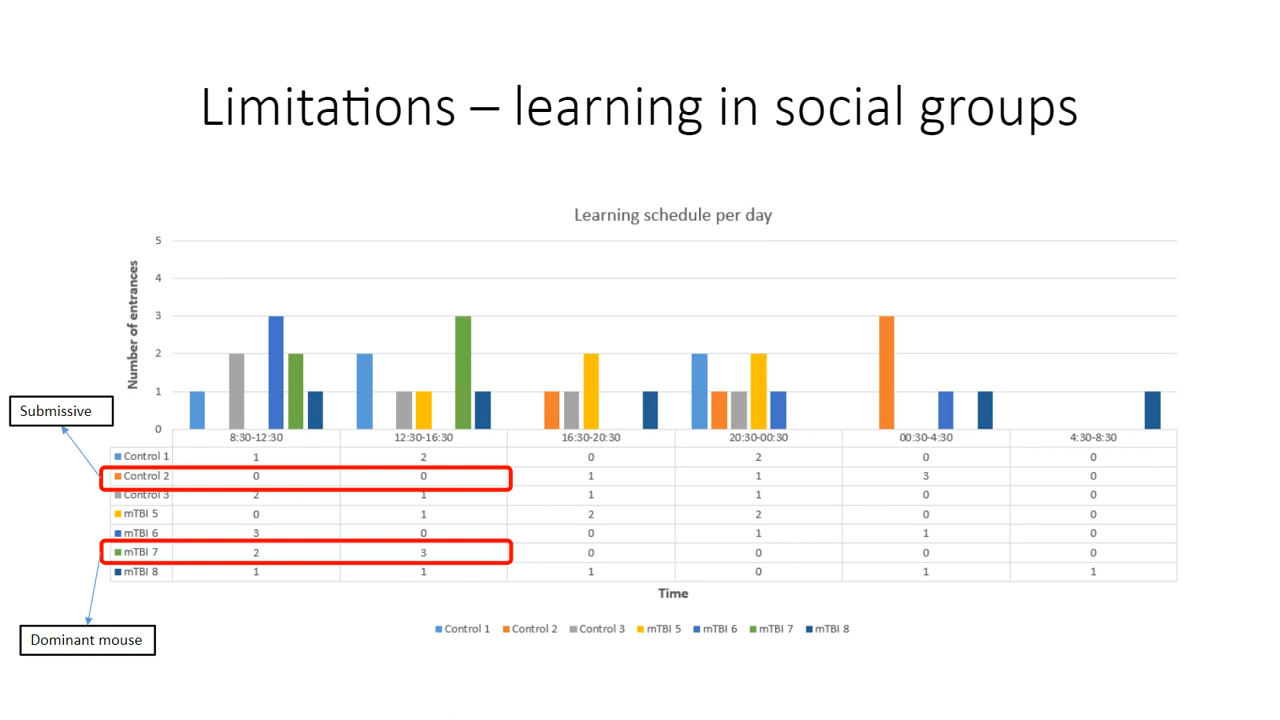 Limitations – learning in social groups
Learning schedule per day
Number of entrances
5
4
3
2
1
0
8:30-12:30 12:30-16:30 16:30-20:30 20:30-00:30 00:30-4:30 4:30-8:30
Submissive
Control 1 1 2 0 2 0 0
Control 2 0 0 1 1 3 0
Control 3 2 1 1 1 0 0
mTBI 5 0 1 2 2 0 0
mTBI 6 3 0 0 1 1 0
mTBI 7 2 3 0 0 0 0
mTBI 8 1 1 1 0 1 1
Time
Dominant mouse
Control 1 Control 2 Control 3 mTBI 5 mTBI 6 mTBI 7 mTBI 8